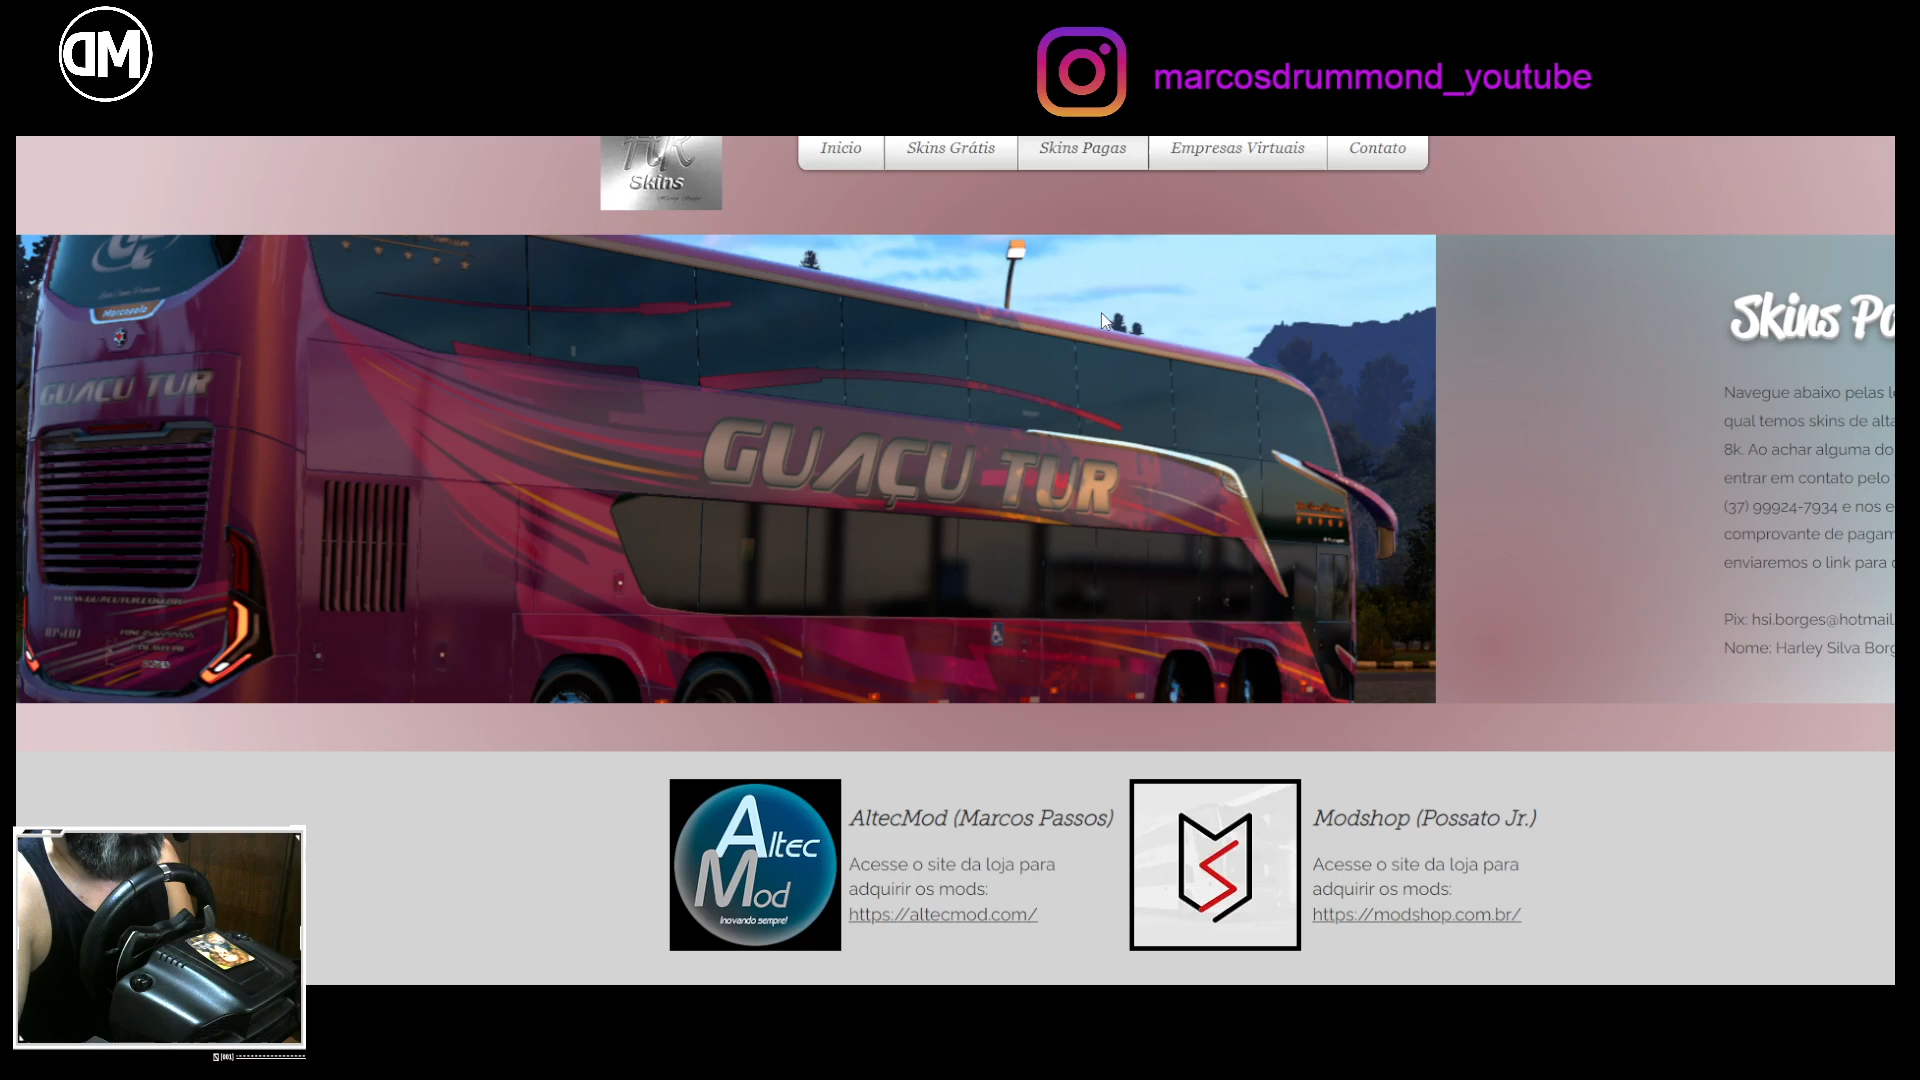 DM
marcosdrummond_youtube
Skins
Inicio
Skins Grátis
Skins Pagas
Empresas Virtuais
Contato
Marcopolo
GUAÇU TUR
GUAÇU TUR
Skins Pa
Navegue abaixo pelas
qual temos skins de alta
8k. Ao achar alguma do
entrar em contato pelo
(37) 99924-7934 e nos
comprovante de pagam
enviaremos o link para
Pix: hsi.borges@hotmail.
Nome: Harley Silva Borg
Altec
Mod
Inovando sempre!
AltecMod (Marcos Passos)
Acesse o site da loja para
adquirir os mods:
https://altecmod.com/
Modshop (Possato Jr.)
Acesse o site da loja para
adquirir os mods:
https://modshop.com.br/
[001]